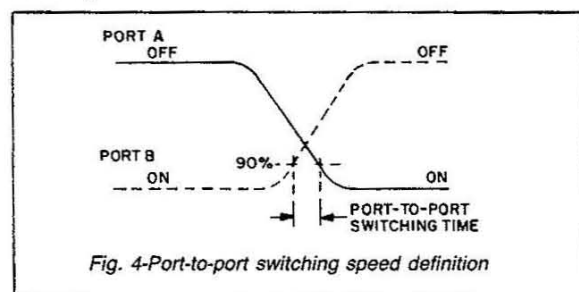 PORT A
OFF
OFF
PORT B
90%
ON
ON
PORT-TO-PORT
SWITCHING TIME
Fig. 4-Port-to-port switching speed definition